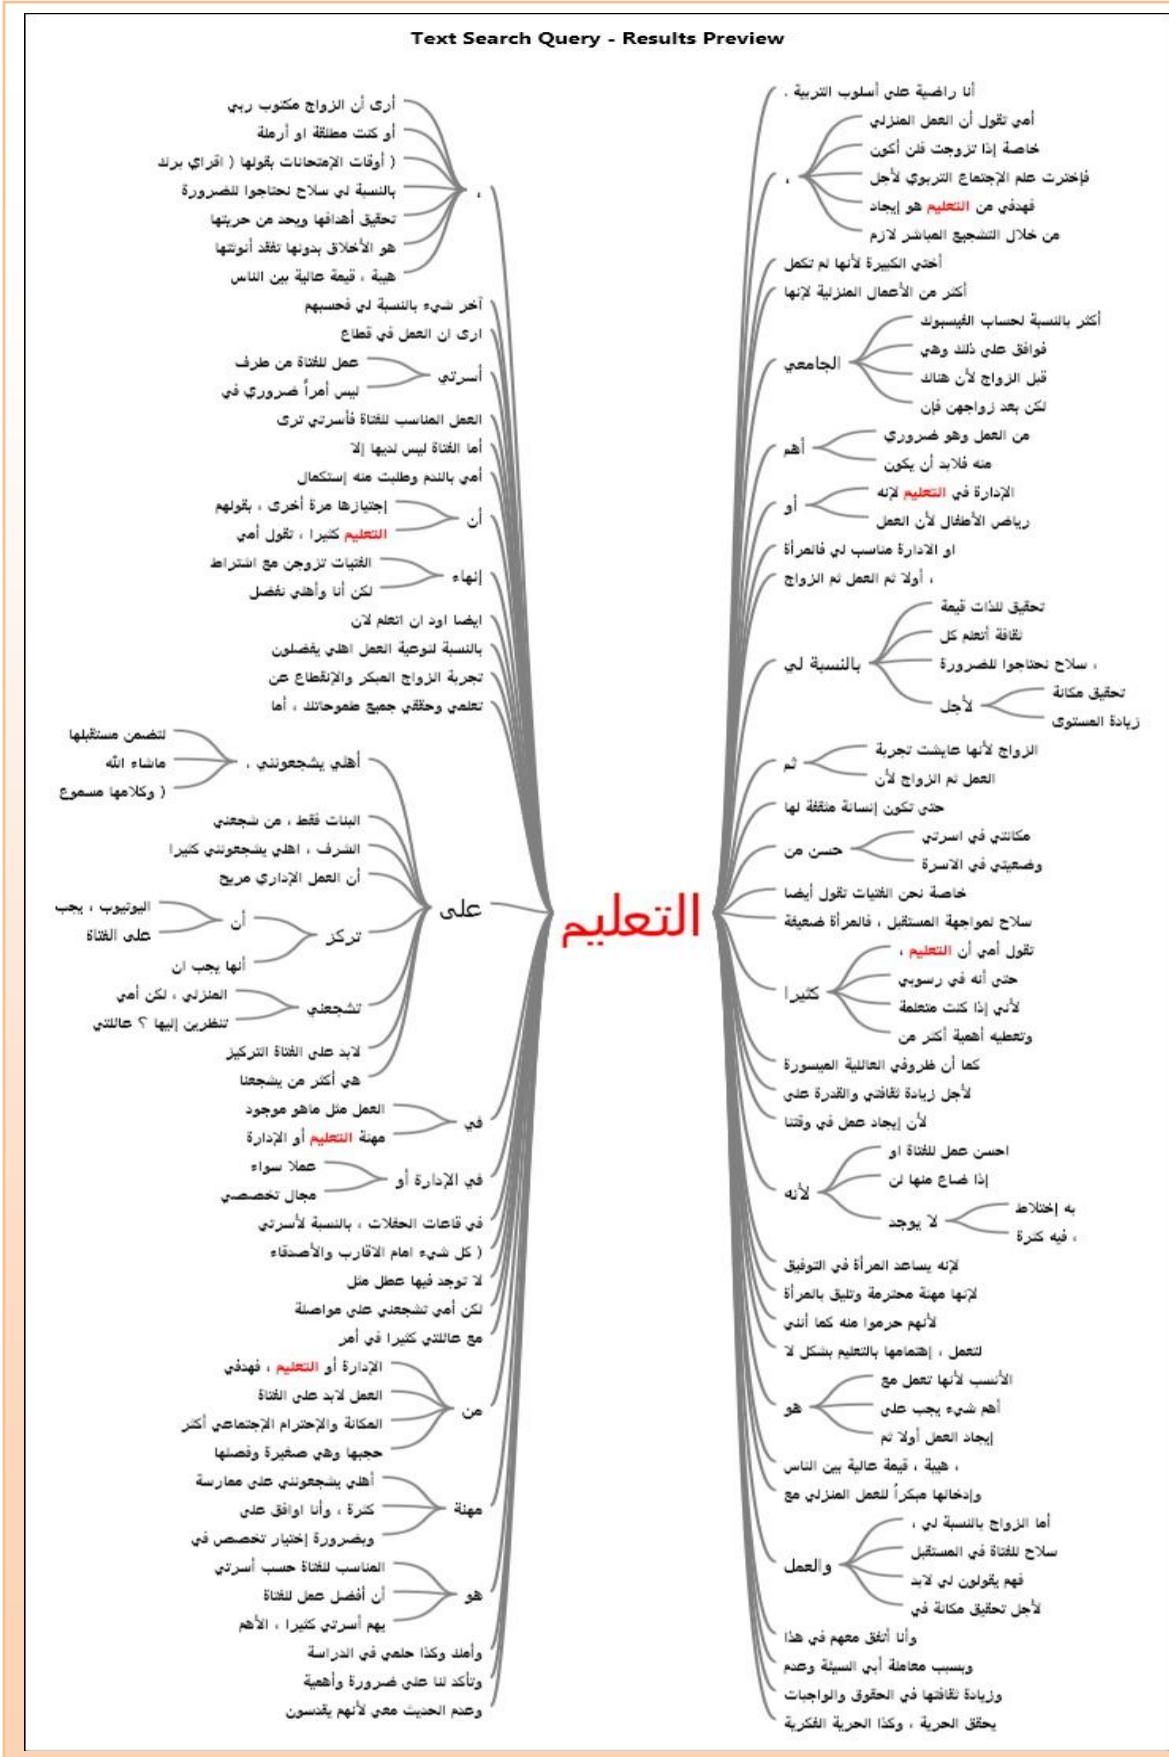 Text Search Query - Results Preview
أنا راضية على أسلوب التربية .
،
أمي تقول أن العمل المنزلي
خاصة إذا تزوجت فلن أكون
فإخترت علم الإجتماع التربوي لأجل
فهدفي من التعليم هو إيجاد
من خلال التشجيع المباشر لازم
أختي الكبيرة لأنها لم تكمل
أكثر من الأعمال المنزلية لإنها
الجامعي
أكثر بالنسبة لحساب الفيسبوك
فوافق على ذلك وهي
قبل الزواج لأن هناك
لكن بعد زواجهن فإن
أهم
من العمل وهو ضروري
منه فلابد أن يكون
أو
الإدارة في التعليم لإنه
رياض الأطفال لأن العمل
او الادارة مناسب لي فالمرأة
، أولا ثم العمل ثم الزواج
بالنسبة لي
تحقيق للذات قيمة
ثقافة أتعلم كل
، سلاح نحتاجوا للضرورة
لأجل
تحقيق مكانة
زيادة المستوى
ثم
الزواج لأنها عايشت تجربة
العمل ثم الزواج لأن
حتى تكون إنسانة مثقفة لها
حسن من
مكانتي في اسرتي
وضعيتي في الاسرة
خاصة نحن الفتيات تقول أيضا
سلاح لمواجهة المستقبل ، فالمرأة ضعيفة
كثيرا
تقول أمي أن التعليم ،
حتى أنه في رسوبي
لأني إذا كنت متعلمة
وتعطيه أهمية أكثر من
كما أن ظروفي العائلية الميسورة
لأجل زيادة ثقافتي والقدرة على
لأن إيجاد عمل في وقتنا
لأنه
احسن عمل للفتاة او
إذا ضاع منها لن
لا يوجد
به إختلاط
، فيه كثرة
لإنه يساعد المرأة في التوفيق
لإنها مهنة محترمة وتليق بالمرأة
لأنهم حرموا منه كما أنني
لتعمل ، إهتمامها بالتعليم بشكل لا
هو
الأنسب لأنها تعمل مع
أهم شيء يجب على
إيجاد العمل أولا ثم
، هيبة ، قيمة عالية بين الناس
وإدخالها مبكراً للعمل المنزلي مع
والعمل
أما الزواج بالنسبة لي ،
سلاح للفتاة في المستقبل
فهم يقولون لي لابد
لأجل تحقيق مكانة في
وأنا أتفق معهم في هذا
وبسبب معاملة أبي السيئة وعدم
وزيادة ثقافتها في الحقوق والواجبات
يحقق الحرية ، وكذا الحرية الفكرية
التعليم
،
أرى أن الزواج مكتوب ربي
أو كنت مطلقة او أرملة
( أوقات الإمتحانات بقولها ( اقراي برك
بالنسبة لي سلاح نحتاجوا للضرورة
تحقيق أهدافها ويحد من حريتها
هو الأخلاق بدونها تفقد أنوثتها
هيبة ، قيمة عالية بين الناس
آخر شيء بالنسبة لي فحسبهم
ارى ان العمل في قطاع
أسرتي
عمل للفتاة من طرف
ليس أمراً ضروري في
العمل المناسب للفتاة فأسرتي ترى
أما الفتاة ليس لديها إلا
أمي بالندم وطلبت منه إستكمال
أن
إجتيازها مرة أخرى ، بقولهم
التعليم كثيرا ، تقول أمي
إنهاء
الفتيات تزوجن مع اشتراط
لكن أنا وأهلي نفضل
ايضا اود ان اتعلم لان
بالنسبة لنوعية العمل اهلي يفضلون
تجربة الزواج المبكر والإنقطاع عن
تعلمي وحققي جميع طموحاتك ، أما
على
أهلي يشجعونني ،
لتضمن مستقبلها
ماشاء الله
( وكلامها مسموع
البنات فقط ، من شجعني
الشرف ، اهلي يشجعونني كثيرا
أن العمل الإداري مريح
تركز
أن
اليوتيوب ، يجب
على الفتاة
أنها يجب ان
تشجعني
المنزلي ، لكن أمي
تنظرين إليها ؟ عائلتي
لابد على الفتاة التركيز
هي أكثر من يشجعنا
في
العمل مثل ماهو موجود
مهنة التعليم أو الإدارة
في الإدارة أو
عملا سواء
مجال تخصصي
في قاعات الحفلات ، بالنسبة لأسرتي
( كل شيء امام الاقارب والأصدقاء
لا توجد فيها عطل مثل
لكن أمي تشجعني على مواصلة
مع عائلتي كثيرا في أمر
من
الإدارة أو التعليم ، فهدفي
العمل لابد على الفتاة
المكانة والإحترام الإجتماعي أكثر
حجبها وهي صغيرة وفصلها
مهنة
أهلي يشجعونني على ممارسة
كثرة ، وأنا اوافق على
وبضرورة إختيار تخصص في
هو
المناسب للفتاة حسب أسرتي
أن أفضل عمل للفتاة
يهم أسرتي كثيرا ، الأهم
وأملك وكذا حلمي في الدراسة
وتأكد لنا على ضرورة وأهمية
وعدم الحديث معي لأنهم يقدسون